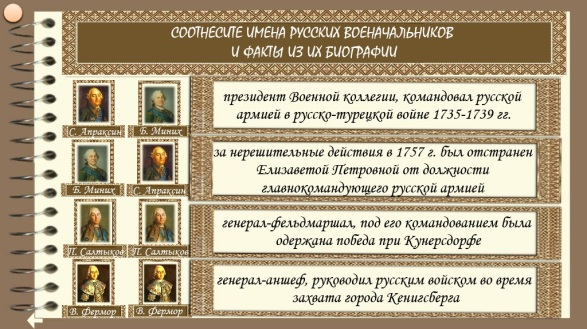 СООТНЕСИТЕ ИМЕНА РУССКИХ ВОЕНАЧАЛЬНИКОВ
И ФАКТЫ ИЗ ИХ БИОГРАФИИ
С. Апраксин Б. Миних
президент Военной коллегии, командовал русской
армией в русско-турецкой войне 1735-1739 гг.
Б. Миних С. Апраксин
за нерешительные действия в 1757 г. был отстранен
Елизаветой Петровной от должности
главнокомандующего русской армией
П. Салтыков П. Салтыков
генерал-фельдмаршал, под его командованием была
одержана победа при Кунерсдорфе
В. Фермор В. Фермор
генерал-аншеф, руководил русским войском во время
захвата города Кенигсберга